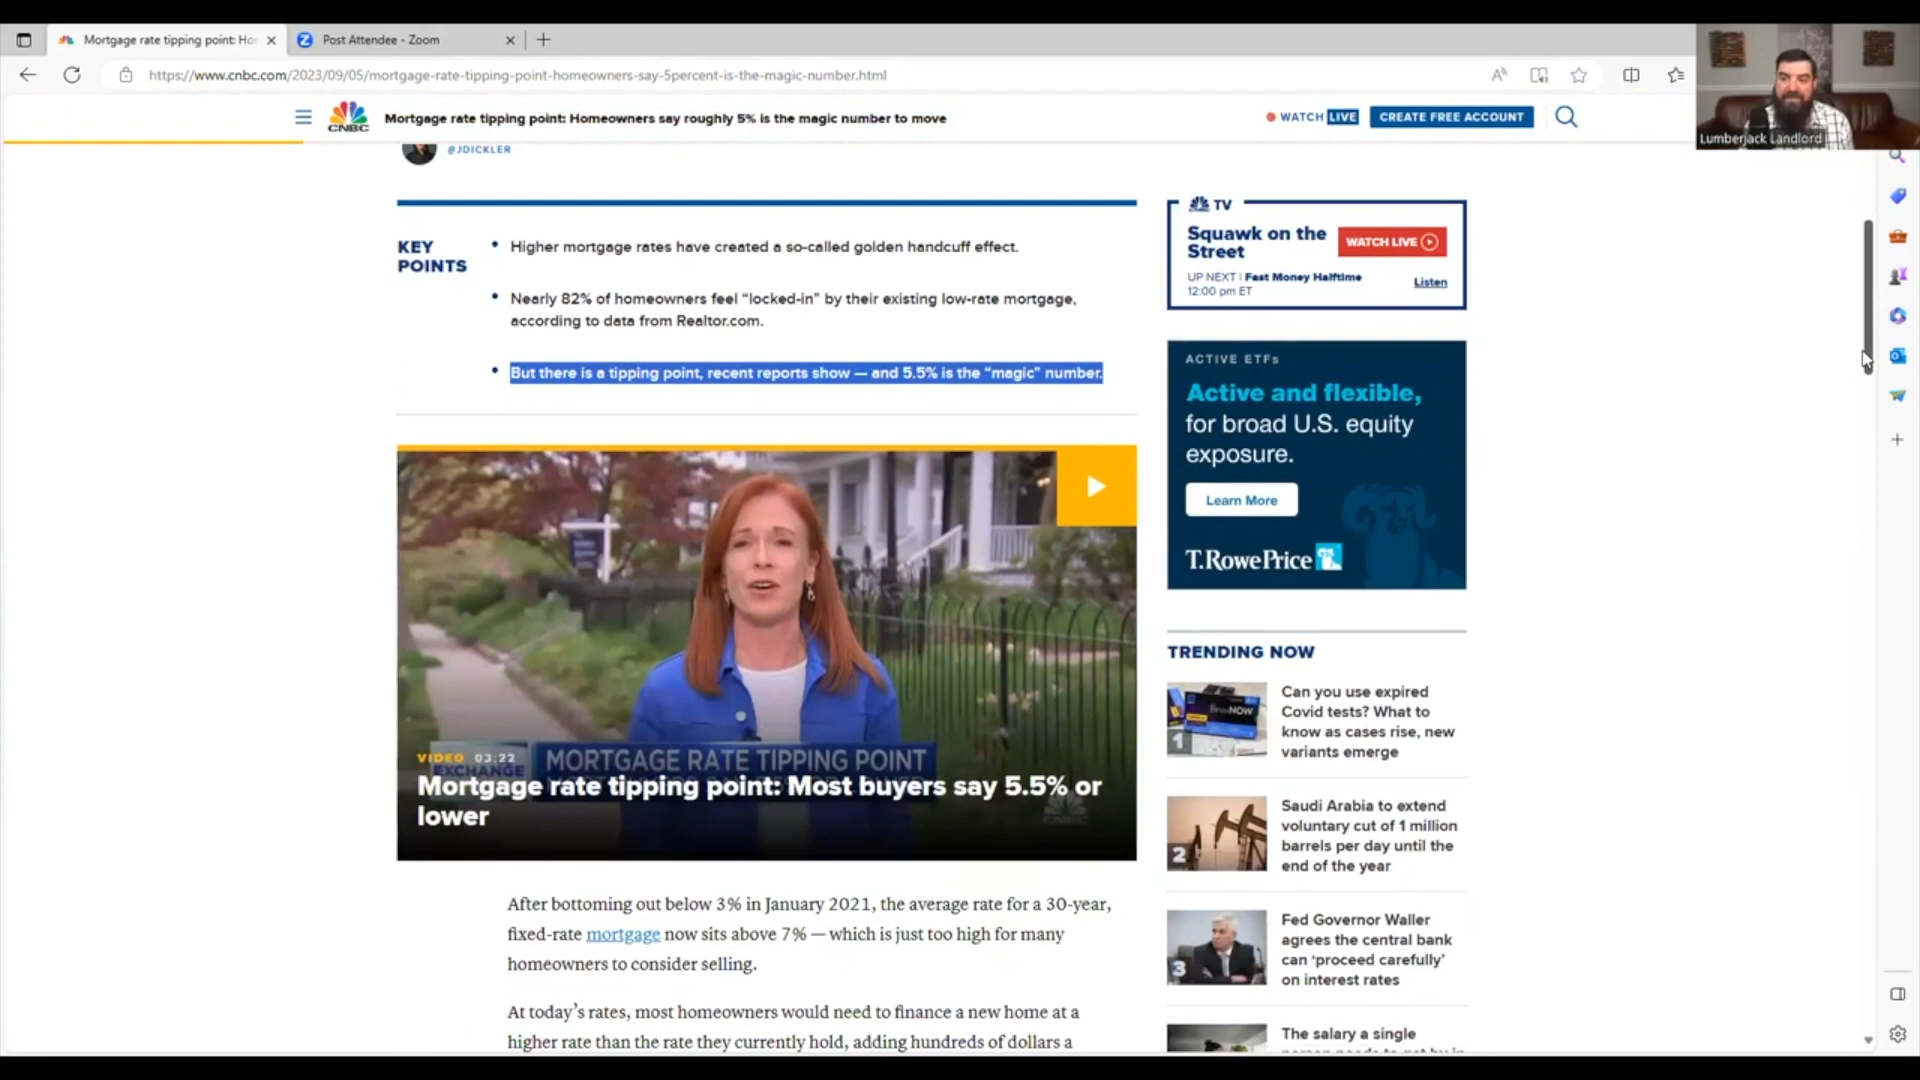 Mortgage rate tipping point: Ho
Post Attendee - Zoom
https://www.cnbc.com/2023/09/05/mortgage-rate-tipping-point-homeowners-say-5percent-is-the-magic-number.html
CNBC
Mortgage rate tipping point: Homeowners say roughly 5% is the magic number to move
WATCH LIVE
CREATE FREE ACCOUNT
Lumberjack Landlord
@JDICKLER
KEY
POINTS
Higher mortgage rates have created a so-called golden handcuff effect.
Nearly 82% of homeowners feel “locked-in” by their existing low-rate mortgage,
according to data from Realtor.com.
But there is a tipping point, recent reports show — and 5.5% is the “magic” number.
TV
Squawk on the
Street
WATCH LIVE
UP NEXT | Fast Money Halftime
12:00 pm ET
Listen
ACTIVE ETFs
Active and flexible,
for broad U.S. equity
exposure.
Learn More
T.RowePrice
VIDEO 03:22
EXCHANGE
MORTGAGE RATE TIPPING POINT
Mortgage rate tipping point: Most buyers say 5.5% or
lower
CNBC
After bottoming out below 3% in January 2021, the average rate for a 30-year,
fixed-rate mortgage now sits above 7% — which is just too high for many
homeowners to consider selling.
At today’s rates, most homeowners would need to finance a new home at a
higher rate than the rate they currently hold, adding hundreds of dollars a
TRENDING NOW
BinaxNOW
1
Can you use expired
Covid tests? What to
know as cases rise, new
variants emerge
2
Saudi Arabia to extend
voluntary cut of 1 million
barrels per day until the
end of the year
3
Fed Governor Waller
agrees the central bank
can ‘proceed carefully’
on interest rates
The salary a single